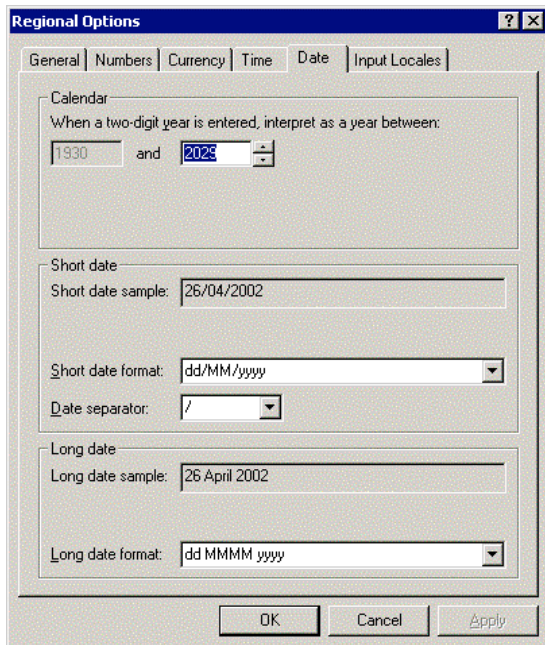 Regional Options
General Numbers Currency Time Date Input Locales
Calendar
When a two-digit year is entered, interpret as a year between:
1930 and 2029
Short date
Short date sample: 26/04/2002
Short date format: dd/MM/yyyy
Date separator: /
Long date
Long date sample: 26 April 2002
Long date format: dd MMMM yyyy
OK Cancel Apply